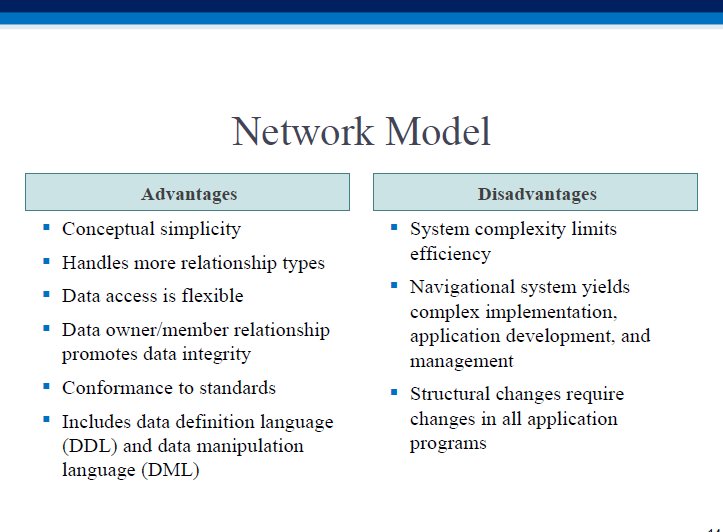 Network Model
Advantages
Conceptual simplicity
Handles more relationship types
Data access is flexible
Data owner/member relationship
promotes data integrity
Conformance to standards
Includes data definition language
(DDL) and data manipulation
language (DML)
Disadvantages
System complexity limits
efficiency
Navigational system yields
complex implementation,
application development, and
management
Structural changes require
changes in all application
programs